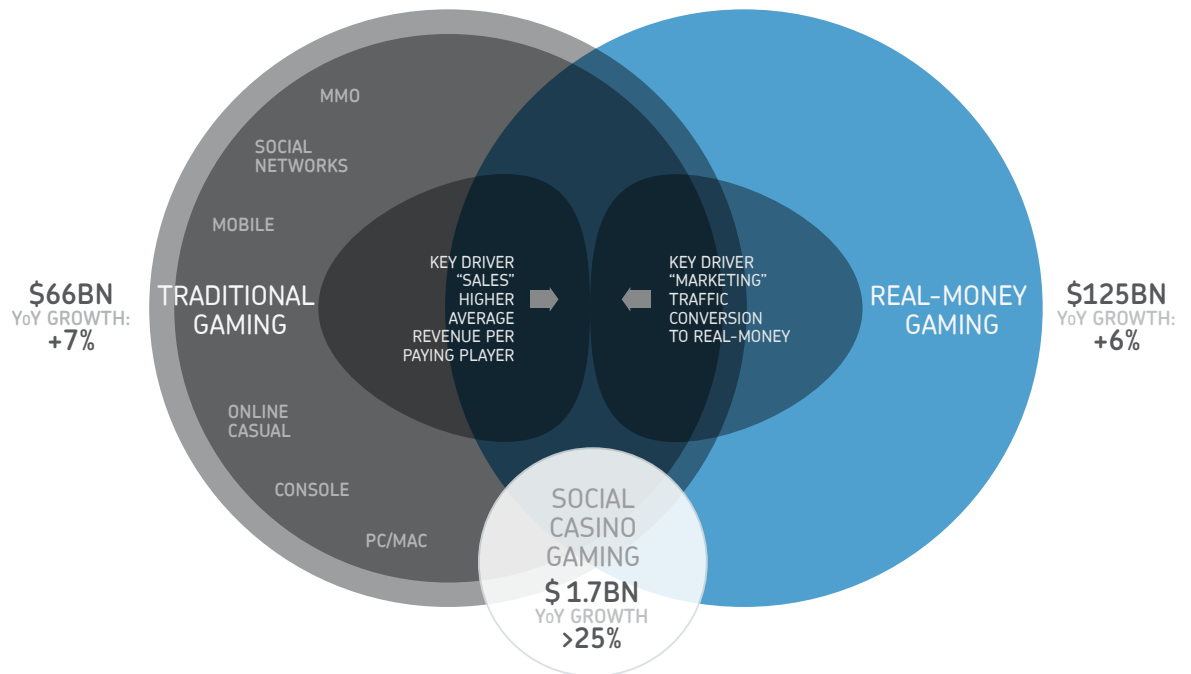 MMO
SOCIAL
NETWORKS
MOBILE
$66BN
YoY GROWTH:
+7%
TRADITIONAL
GAMING
KEY DRIVER
“SALES”
HIGHER
AVERAGE
REVENUE PER
PAYING PLAYER
KEY DRIVER
“MARKETING”
TRAFFIC
CONVERSION
TO REAL-MONEY
REAL-MONEY
GAMING
$125BN
YoY GROWTH:
+6%
ONLINE
CASUAL
CONSOLE
PC/MAC
SOCIAL
CASINO
GAMING
$ 1.7BN
YoY GROWTH
>25%